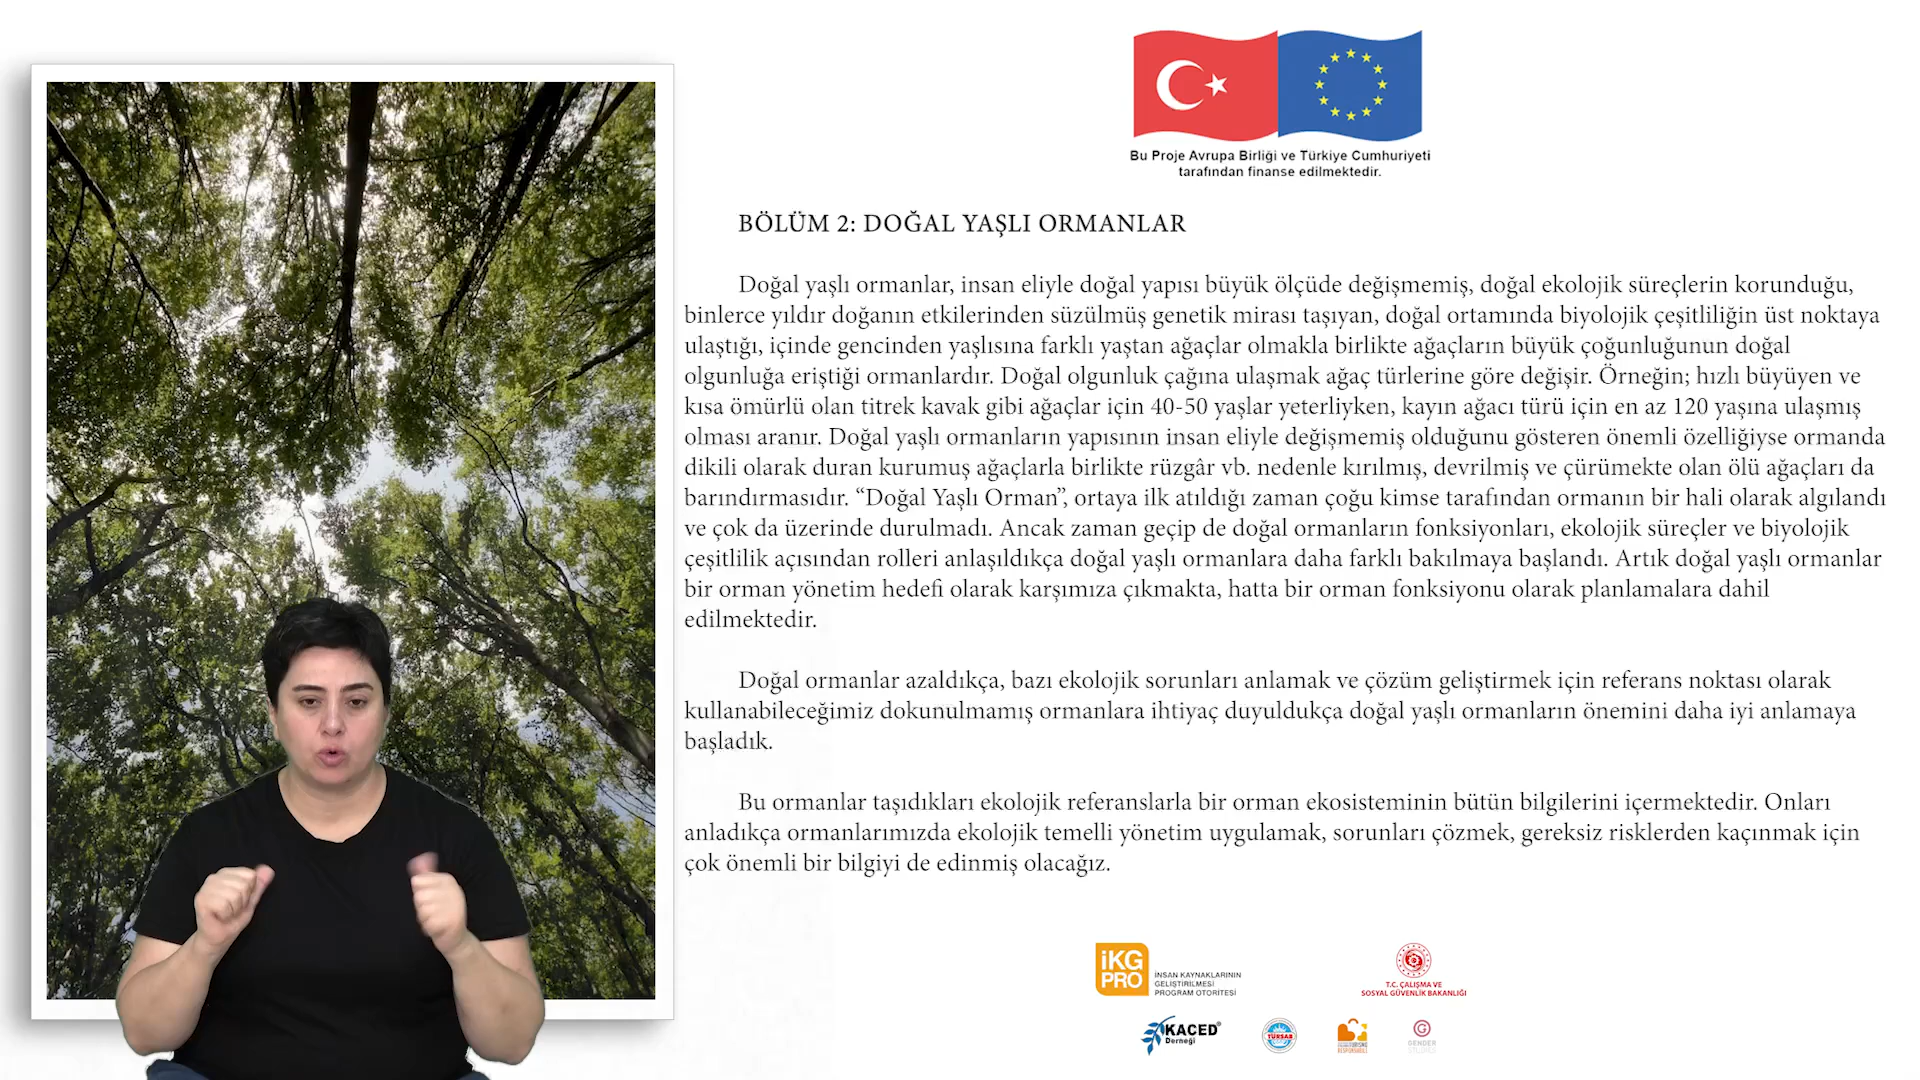 Bu Proje Avrupa Birliği ve Türkiye Cumhuriyeti
tarafından finanse edilmektedir.
BÖLÜM 2: DOĞAL YAŞLI ORMANLAR
Doğal yaşlı ormanlar, insan eliyle doğal yapısı büyük ölçüde değişmemiş, doğal ekolojik süreçlerin korunduğu,
binlerce yıldır doğanın etkilerinden süzülmüş genetik mirası taşıyan, doğal ortamında biyolojik çeşitliliğin üst noktaya
ulaştığı, içinde gencinden yaşlısına farklı yaştan ağaçlar olmakla birlikte ağaçların büyük çoğunluğunun doğal
olgunluğa eriştiği ormanlardır. Doğal olgunluk çağına ulaşmak ağaç türlerine göre değişir. Örneğin; hızlı büyüyen ve
kısa ömürlü olan titrek kavak gibi ağaçlar için 40-50 yaşlar yeterliyken, kayın ağacı türü için en az 120 yaşına ulaşmış
olması aranır. Doğal yaşlı ormanların yapısının insan eliyle değişmemiş olduğunu gösteren önemli özelliğiyse ormanda
dikili olarak duran kurumuş ağaçlarla birlikte rüzgâr vb. nedenle kırılmış, devrilmiş ve çürümekte olan ölü ağaçları da
barındırmasıdır. “Doğal Yaşlı Orman”, ortaya ilk atıldığı zaman çoğu kimse tarafından ormanın bir hali olarak algılandı
ve çok da üzerinde durulmadı. Ancak zaman geçip de doğal ormanların fonksiyonları, ekolojik süreçler ve biyolojik
çeşitlilik açısından rolleri anlaşıldıkça doğal yaşlı ormanlara daha farklı bakılmaya başlandı. Artık doğal yaşlı ormanlar
bir orman yönetim hedefi olarak karşımıza çıkmakta, hatta bir orman fonksiyonu olarak planlamalara dahil
edilmektedir.
Doğal ormanlar azaldıkça, bazı ekolojik sorunları anlamak ve çözüm geliştirmek için referans noktası olarak
kullanabileceğimiz dokunulmamış ormanlara ihtiyaç duyuldukça doğal yaşlı ormanların önemini daha iyi anlamaya
başladık.
Bu ormanlar taşıdıkları ekolojik referanslarla bir orman ekosisteminin bütün bilgilerini içermektedir. Onları
anladıkça ormanlarımızda ekolojik temelli yönetim uygulamak, sorunları çözmek, gereksiz risklerden kaçınmak için
çok önemli bir bilgiyi de edinmiş olacağız.
iKG
PRO
İNSAN KAYNAKLARININ
GELİŞTİRİLMESİ
PROGRAM OTORİTESİ
T.C. ÇALIŞMA VE
SOSYAL GÜVENLİK BAKANLIĞI
KACED
Derneği
TÜRSAB
GENDER